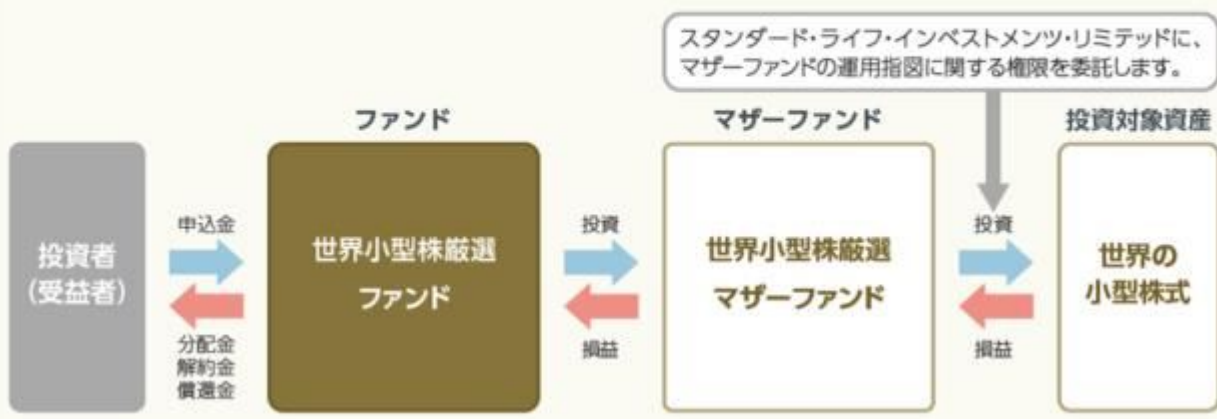 スタンダード・ライフ・インベストメンツ・リミテッドに、
マザーファンドの運用指図に関する権限を委託します。
ファンド
マザーファンド
投資対象資産
投資者
(受益者)
申込金
分配金
解約金
償還金
世界小型株厳選
ファンド
投資
損益
世界小型株厳選
マザーファンド
投資
損益
世界の
小型株式